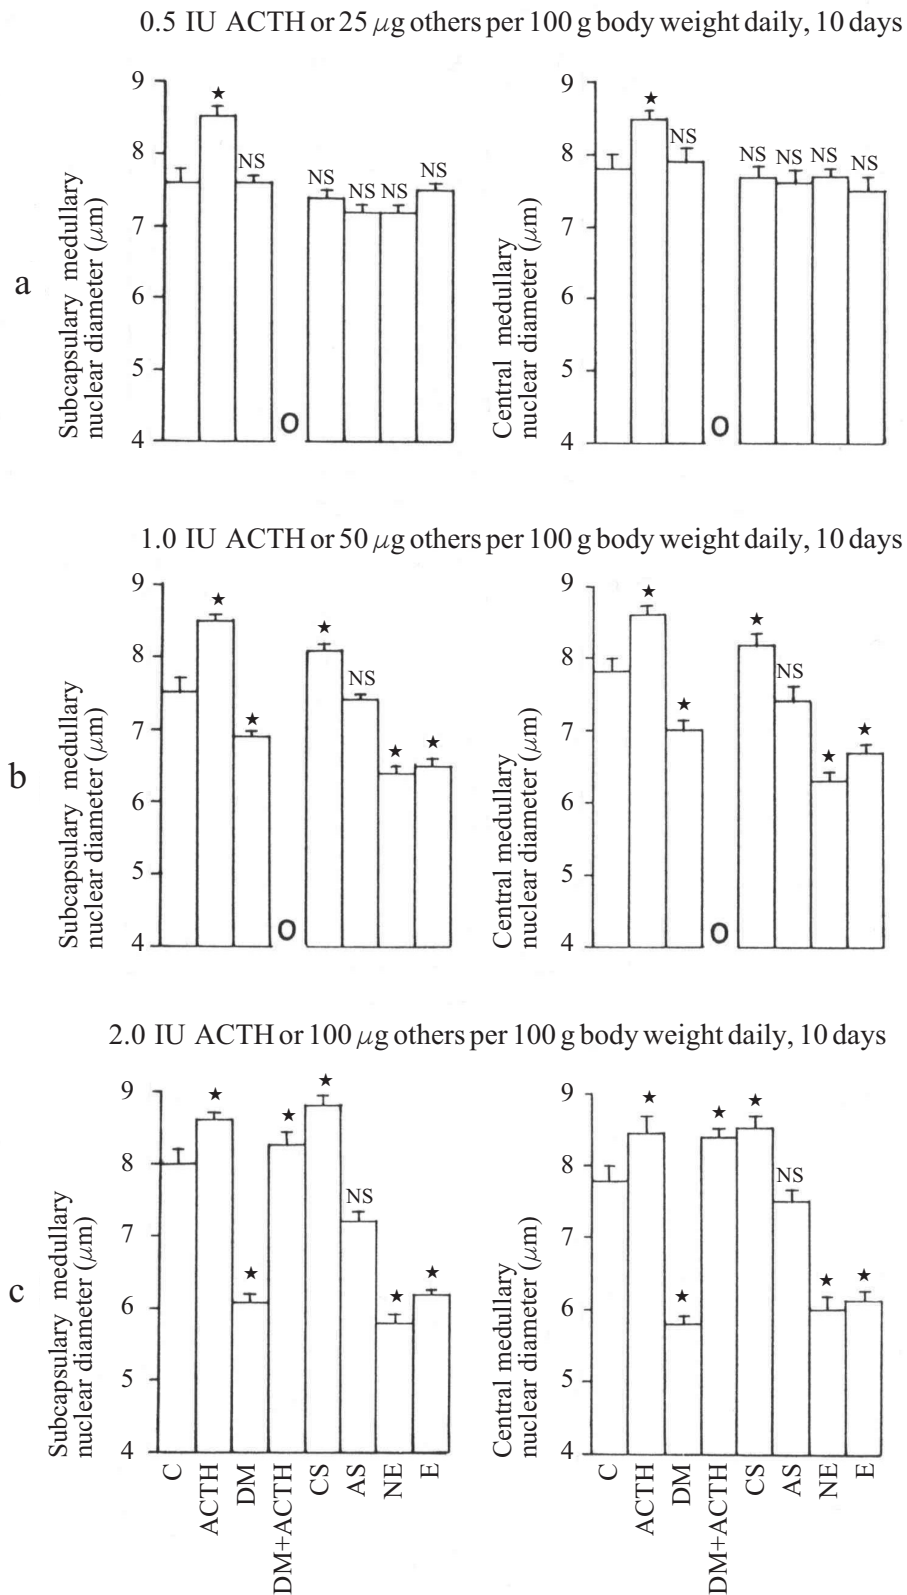 0.5 IU ACTH or 25 μg others per 100 g body weight daily, 10 days
a
Subcapsulary medullary
nuclear diameter (μm)
9
8
7
6
5
4
★
NS
O
NS
NS
NS
NS
Central medullary
nuclear diameter (μm)
9
8
7
6
5
4
★
NS
O
NS
NS
NS
NS
1.0 IU ACTH or 50 μg others per 100 g body weight daily, 10 days
b
Subcapsulary medullary
nuclear diameter (μm)
9
8
7
6
5
4
★
★
O
★
NS
★
★
Central medullary
nuclear diameter (μm)
9
8
7
6
5
4
★
★
O
★
NS
★
★
2.0 IU ACTH or 100 μg others per 100 g body weight daily, 10 days
c
Subcapsulary medullary
nuclear diameter (μm)
9
8
7
6
5
4
★
★
★
★
NS
★
★
C
ACTH
DM
DM+ACTH
CS
AS
NE
E
Central medullary
nuclear diameter (μm)
9
8
7
6
5
4
★
★
★
★
NS
★
★
C
ACTH
DM
DM+ACTH
CS
AS
NE
E